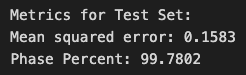 Metrics for Test Set:
Mean squared error: 0.1583
Phase Percent: 99.7802